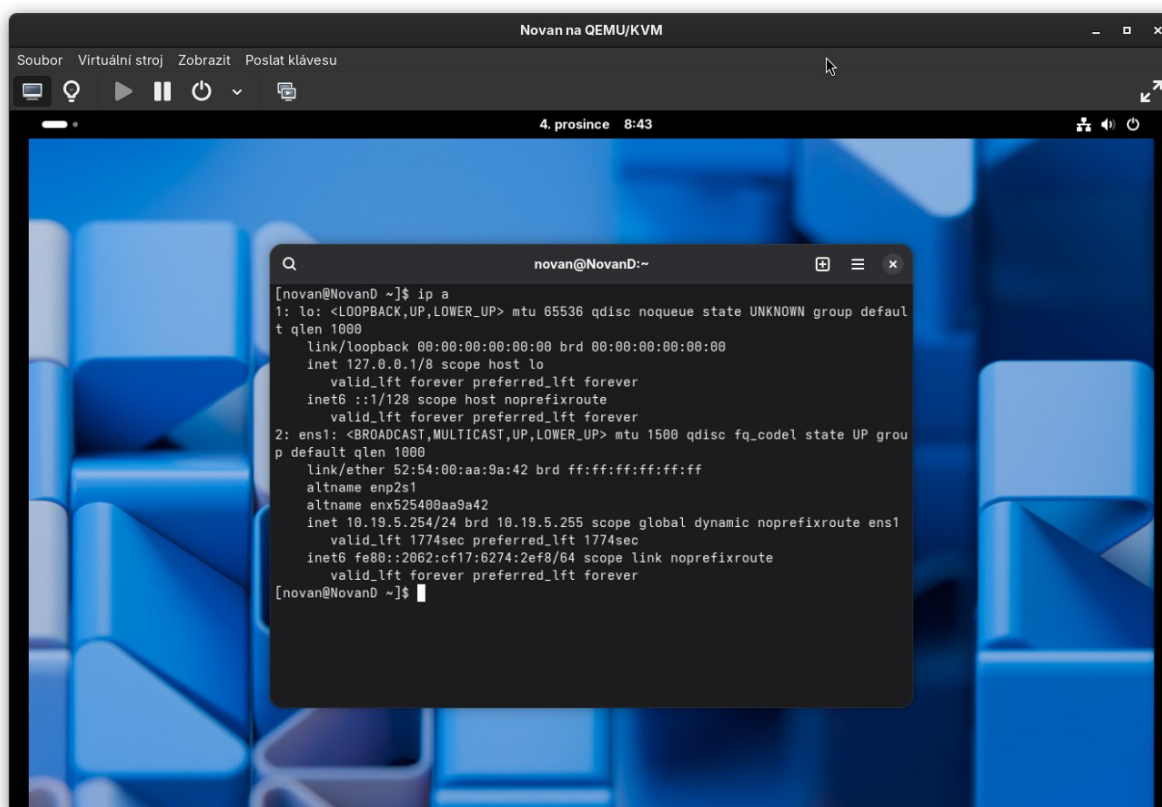 Novan na QEMU/KVM
Soubor Virtuální stroj Zobrazit Poslat klávesu
4. prosince 8:43
novan@NovanD:~
[novan@NovanD ~]$ ip a
1: lo: <LOOPBACK,UP,LOWER_UP> mtu 65536 qdisc noqueue state UNKNOWN group defaul
t qlen 1000
    link/loopback 00:00:00:00:00:00 brd 00:00:00:00:00:00
    inet 127.0.0.1/8 scope host lo
       valid_lft forever preferred_lft forever
    inet6 ::1/128 scope host noprefixroute
       valid_lft forever preferred_lft forever
2: ens1: <BROADCAST,MULTICAST,UP,LOWER_UP> mtu 1500 qdisc fq_codel state UP grou
p default qlen 1000
    link/ether 52:54:00:aa:9a:42 brd ff:ff:ff:ff:ff:ff
    altname enp2s1
    altname enx525400aa9a42
    inet 10.19.5.254/24 brd 10.19.5.255 scope global dynamic noprefixroute ens1
       valid_lft 1774sec preferred_lft 1774sec
    inet6 fe80::2062:cf17:6274:2ef8/64 scope link noprefixroute
       valid_lft forever preferred_lft forever
[novan@NovanD ~]$